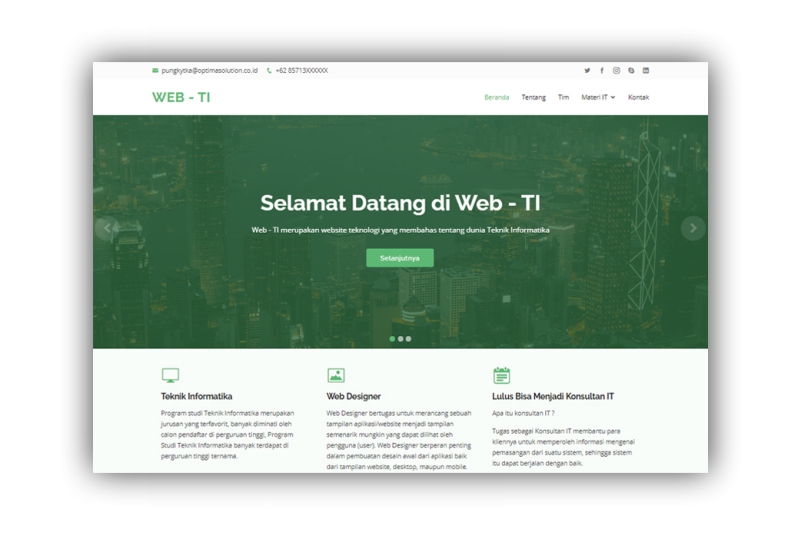 pungkytka@optimasolution.co.id +62 85713XXXXXX
WEB - TI
Beranda Tentang Tim Materi IT Kontak
Selamat Datang di Web - TI
Web - TI merupakan website teknologi yang membahas tentang dunia Teknik Informatika
Selanjutnya
Teknik Informatika
Program studi Teknik Informatika merupakan
jurusan yang terfavorit, banyak diminati oleh
calon pendaftar di perguruan tinggi, Program
Studi Teknik Informatika banyak terdapat di
perguruan tinggi ternama.
Web Designer
Web Designer bertugas untuk merancang sebuah
tampilan aplikasi/website menjadi tampilan
semenarik mungkin yang dapat dilihat oleh
pengguna (user). Web Designer berperan penting
dalam pembuatan desain awal dari aplikasi baik
dari tampilan website, desktop, maupun mobile.
Lulus Bisa Menjadi Konsultan IT
Apa itu konsultan IT ?
Tugas sebagai Konsultan IT membantu para
kliennya untuk memperoleh informasi mengenai
pemasangan dari suatu sistem, sehingga sistem
itu dapat berjalan dengan baik.